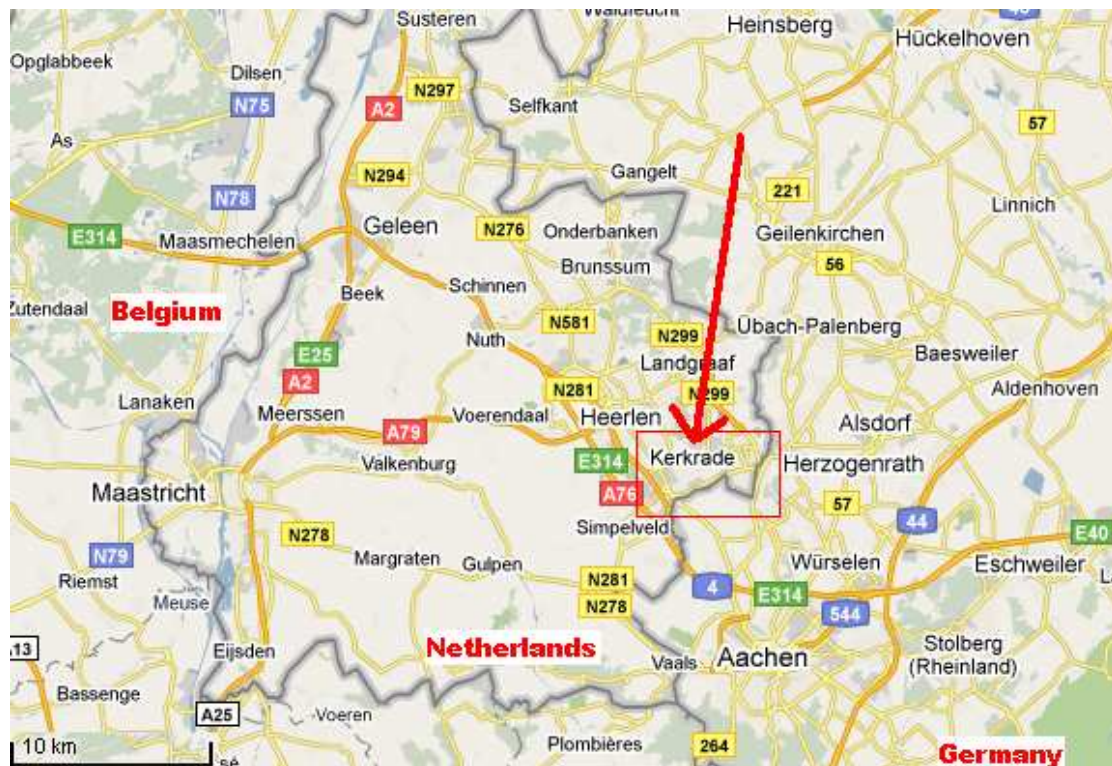 Susteren
Waldfeucht
Heinsberg
46
Hückelhoven
Opglabbeek
Dilsen
N75
A2
N297
Selfkant
57
As
N294
Gangelt
221
N78
Linnich
E314
Maasmechelen
Geleen
N276
Onderbanken
Geilenkirchen
Brunssum
56
Zutendaal
Belgium
Beek
Schinnen
N581
N299
Übach-Palenberg
E25
Nuth
Landgraaf
Baesweiler
A2
N281
N299
Aldenhoven
Lanaken
Meerssen
Voerendaal
Heerlen
Alsdorf
A79
Valkenburg
E314
Kerkrade
Herzogenrath
Maastricht
A76
57
44
N278
Simpelveld
E40
N79
Margraten
Gulpen
Würselen
Eschweiler
Riemst
Meuse
N281
4
E314
N278
544
A13
Eijsden
Netherlands
Vaals
Aachen
Stolberg
(Rheinland)
Bassenge
A25
Voeren
Plombières
264
Germany
10 km